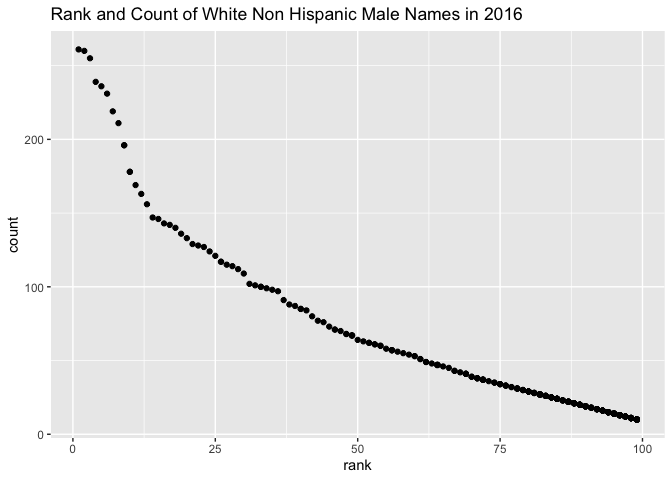 Rank and Count of White Non Hispanic Male Names in 2016
200
100
0
count
0 25 50 75 100
rank